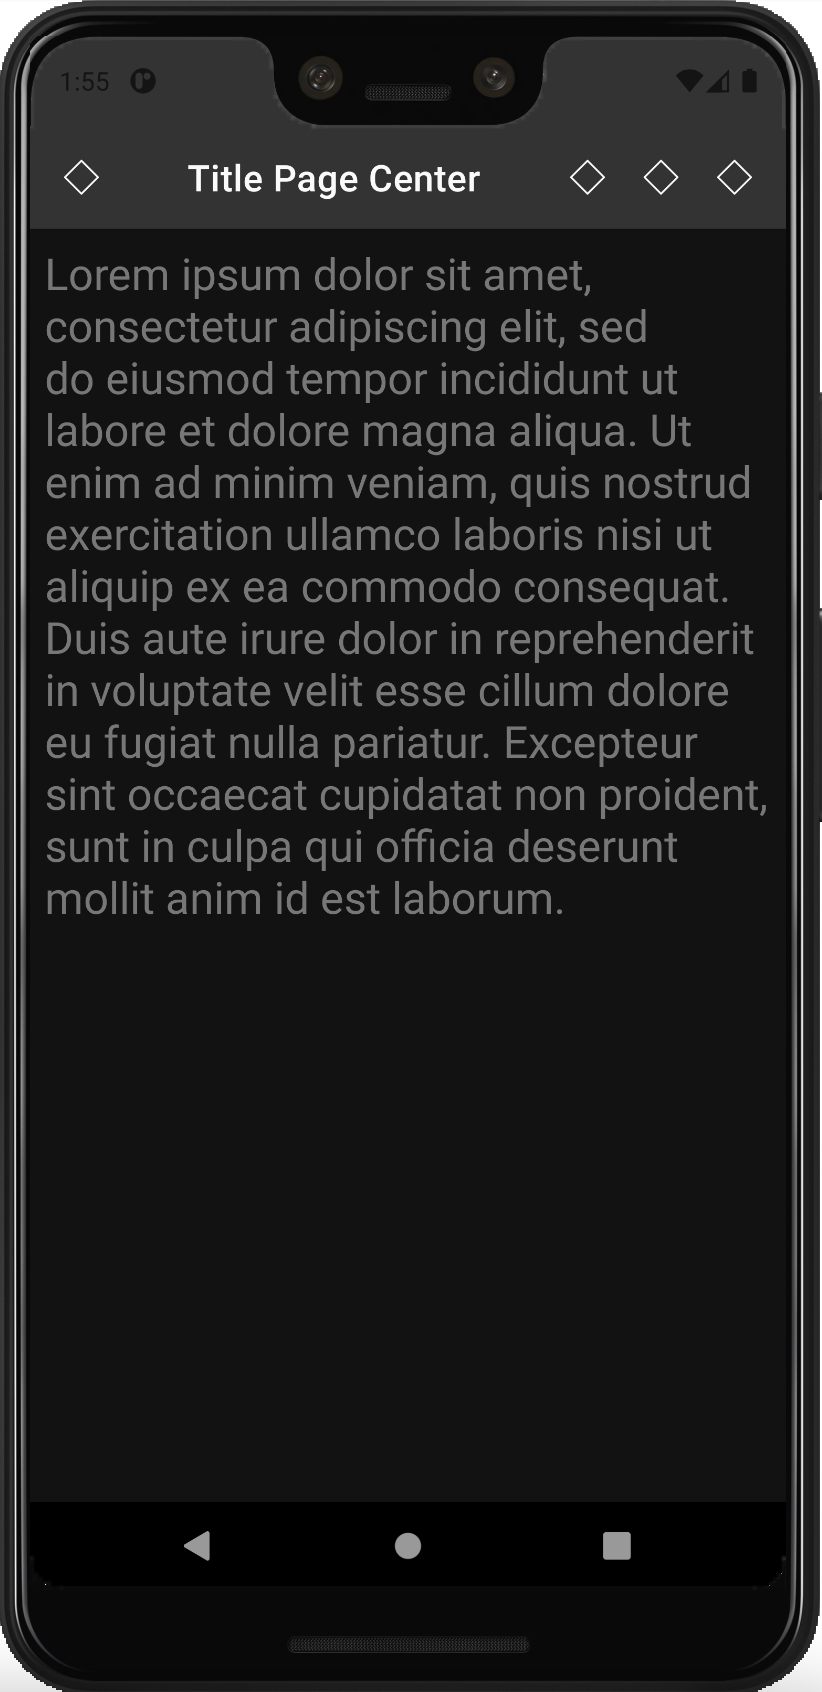 1:55
Title Page Center
Lorem ipsum dolor sit amet,
consectetur adipiscing elit, sed
do eiusmod tempor incididunt ut
labore et dolore magna aliqua. Ut
enim ad minim veniam, quis nostrud
exercitation ullamco laboris nisi ut
aliquip ex ea commodo consequat.
Duis aute irure dolor in reprehenderit
in voluptate velit esse cillum dolore
eu fugiat nulla pariatur. Excepteur
sint occaecat cupidatat non proident,
sunt in culpa qui officia deserunt
mollit anim id est laborum.